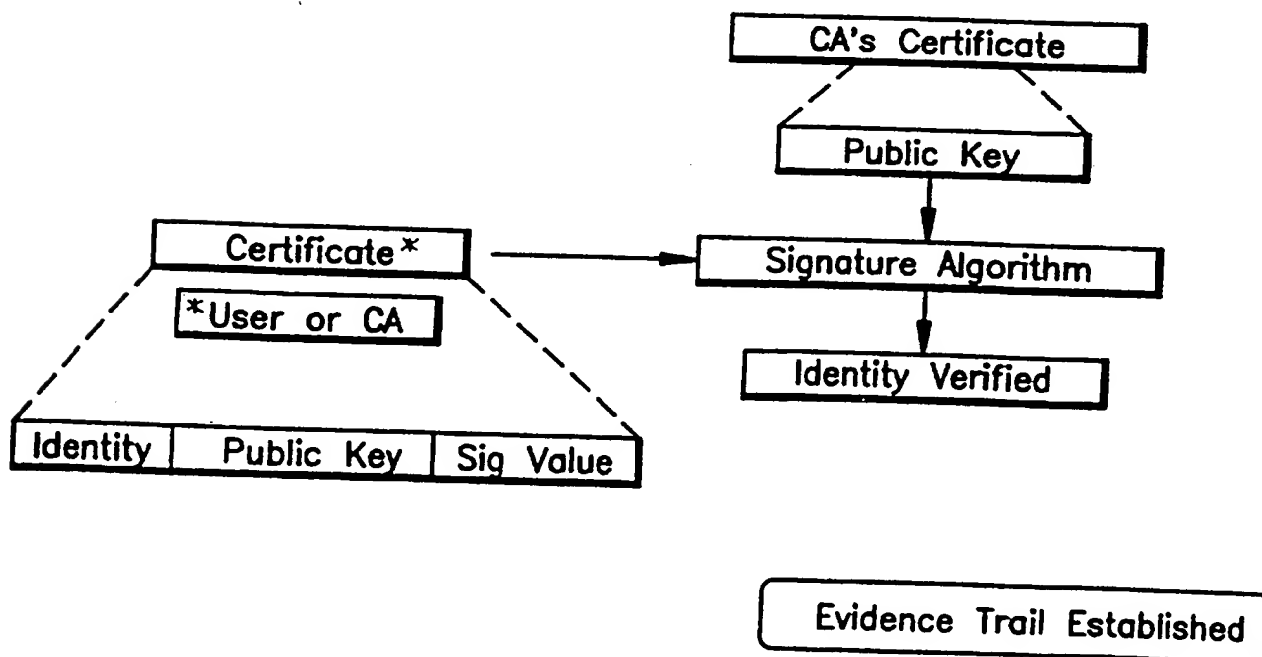 CA's Certificate
Public Key
Certificate*
Signature Algorithm
*User or CA
Identity Verified
Identity Public Key Sig Value
Evidence Trail Established